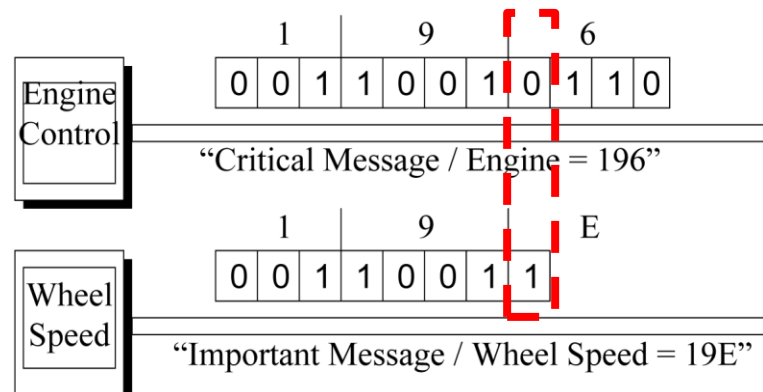 1 9 6
0 0 1 1 0 0 1 0 1 1 0
Engine
Control
“Critical Message / Engine = 196”
1 9 E
0 0 1 1 0 0 1 1
Wheel
Speed
“Important Message / Wheel Speed = 19E”